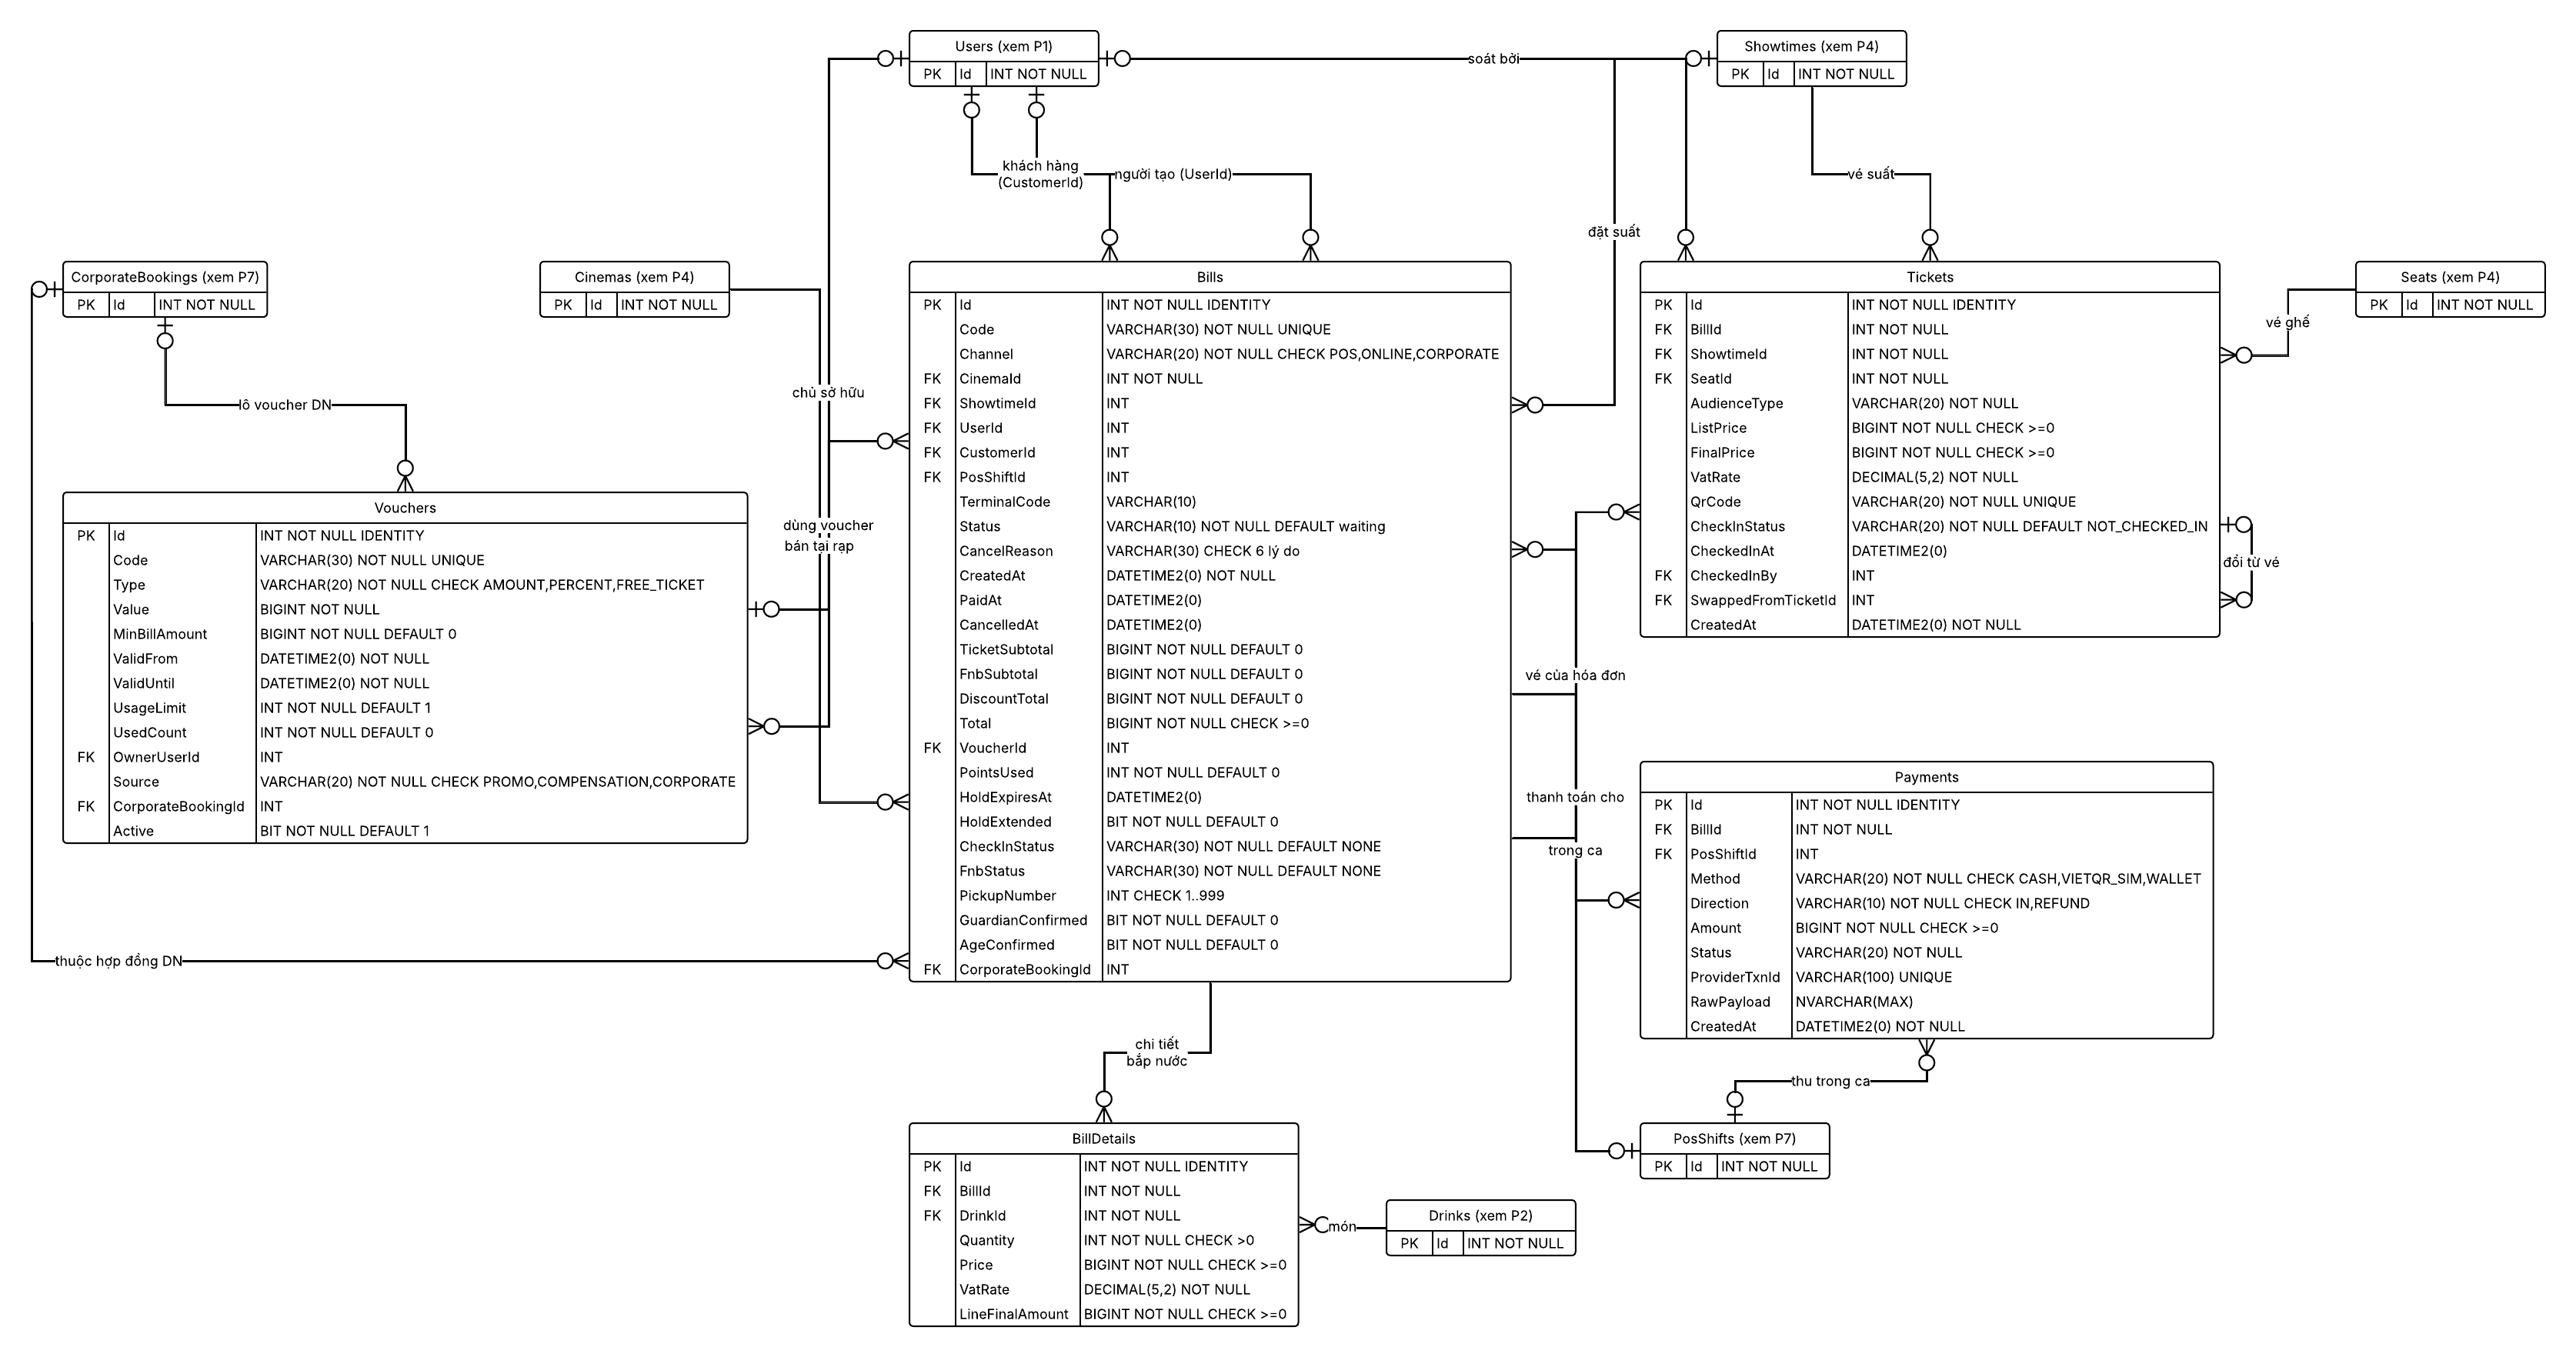 Users (xem P1)
PK Id INT NOT NULL
soát bởi
Showtimes (xem P4)
PK Id INT NOT NULL
khách hàng
(CustomerId)
người tạo (UserId)
vé suất
đặt suất
CorporateBookings (xem P7)
PK Id INT NOT NULL
Cinemas (xem P4)
PK Id INT NOT NULL
Seats (xem P4)
PK Id INT NOT NULL
vé ghế
lô voucher DN
chủ sở hữu
dùng voucher
bán tại rạp
Bills
PK Id INT NOT NULL IDENTITY
Code VARCHAR(30) NOT NULL UNIQUE
Channel VARCHAR(20) NOT NULL CHECK POS,ONLINE,CORPORATE
FK CinemaId INT NOT NULL
FK ShowtimeId INT
FK UserId INT
FK CustomerId INT
FK PosShiftId INT
TerminalCode VARCHAR(10)
Status VARCHAR(10) NOT NULL DEFAULT waiting
CancelReason VARCHAR(30) CHECK 6 lý do
CreatedAt DATETIME2(0) NOT NULL
PaidAt DATETIME2(0)
CancelledAt DATETIME2(0)
TicketSubtotal BIGINT NOT NULL DEFAULT 0
FnbSubtotal BIGINT NOT NULL DEFAULT 0
DiscountTotal BIGINT NOT NULL DEFAULT 0
Total BIGINT NOT NULL CHECK >=0
FK VoucherId INT
PointsUsed INT NOT NULL DEFAULT 0
HoldExpiresAt DATETIME2(0)
HoldExtended BIT NOT NULL DEFAULT 0
CheckInStatus VARCHAR(30) NOT NULL DEFAULT NONE
FnbStatus VARCHAR(30) NOT NULL DEFAULT NONE
PickupNumber INT CHECK 1..999
GuardianConfirmed BIT NOT NULL DEFAULT 0
AgeConfirmed BIT NOT NULL DEFAULT 0
FK CorporateBookingId INT
Tickets
PK Id INT NOT NULL IDENTITY
FK BillId INT NOT NULL
FK ShowtimeId INT NOT NULL
FK SeatId INT NOT NULL
AudienceType VARCHAR(20) NOT NULL
ListPrice BIGINT NOT NULL CHECK >=0
FinalPrice BIGINT NOT NULL CHECK >=0
VatRate DECIMAL(5,2) NOT NULL
QrCode VARCHAR(20) NOT NULL UNIQUE
CheckInStatus VARCHAR(20) NOT NULL DEFAULT NOT_CHECKED_IN
CheckedInAt DATETIME2(0)
FK CheckedInBy INT
FK SwappedFromTicketId INT
CreatedAt DATETIME2(0) NOT NULL
đổi từ vé
Vouchers
PK Id INT NOT NULL IDENTITY
Code VARCHAR(30) NOT NULL UNIQUE
Type VARCHAR(20) NOT NULL CHECK AMOUNT,PERCENT,FREE_TICKET
Value BIGINT NOT NULL
MinBillAmount BIGINT NOT NULL DEFAULT 0
ValidFrom DATETIME2(0) NOT NULL
ValidUntil DATETIME2(0) NOT NULL
UsageLimit INT NOT NULL DEFAULT 1
UsedCount INT NOT NULL DEFAULT 0
FK OwnerUserId INT
Source VARCHAR(20) NOT NULL CHECK PROMO,COMPENSATION,CORPORATE
FK CorporateBookingId INT
Active BIT NOT NULL DEFAULT 1
thuộc hợp đồng DN
vé của hóa đơn
thanh toán cho
trong ca
Payments
PK Id INT NOT NULL IDENTITY
FK BillId INT NOT NULL
FK PosShiftId INT
Method VARCHAR(20) NOT NULL CHECK CASH,VIETQR_SIM,WALLET
Direction VARCHAR(10) NOT NULL CHECK IN,REFUND
Amount BIGINT NOT NULL CHECK >=0
Status VARCHAR(20) NOT NULL
ProviderTxnId VARCHAR(100) UNIQUE
RawPayload NVARCHAR(MAX)
CreatedAt DATETIME2(0) NOT NULL
chi tiết
bắp nước
thu trong ca
PosShifts (xem P7)
PK Id INT NOT NULL
BillDetails
PK Id INT NOT NULL IDENTITY
FK BillId INT NOT NULL
FK DrinkId INT NOT NULL
Quantity INT NOT NULL CHECK >0
Price BIGINT NOT NULL CHECK >=0
VatRate DECIMAL(5,2) NOT NULL
LineFinalAmount BIGINT NOT NULL CHECK >=0
món
Drinks (xem P2)
PK Id INT NOT NULL